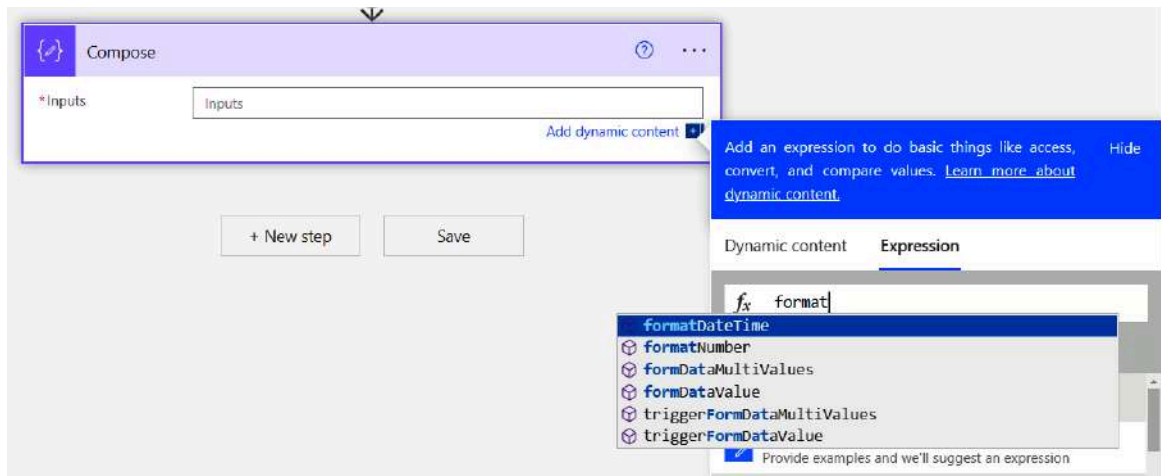 Compose
*Inputs
Inputs
Add dynamic content
Add an expression to do basic things like access,
convert, and compare values. Learn more about
dynamic content.
Hide
+ New step
Save
Dynamic content
Expression
fx format
formatDateTime
formatNumber
formDataMultiValues
formDataValue
triggerFormDataMultiValues
triggerFormDataValue
Provide examples and we'll suggest an expression